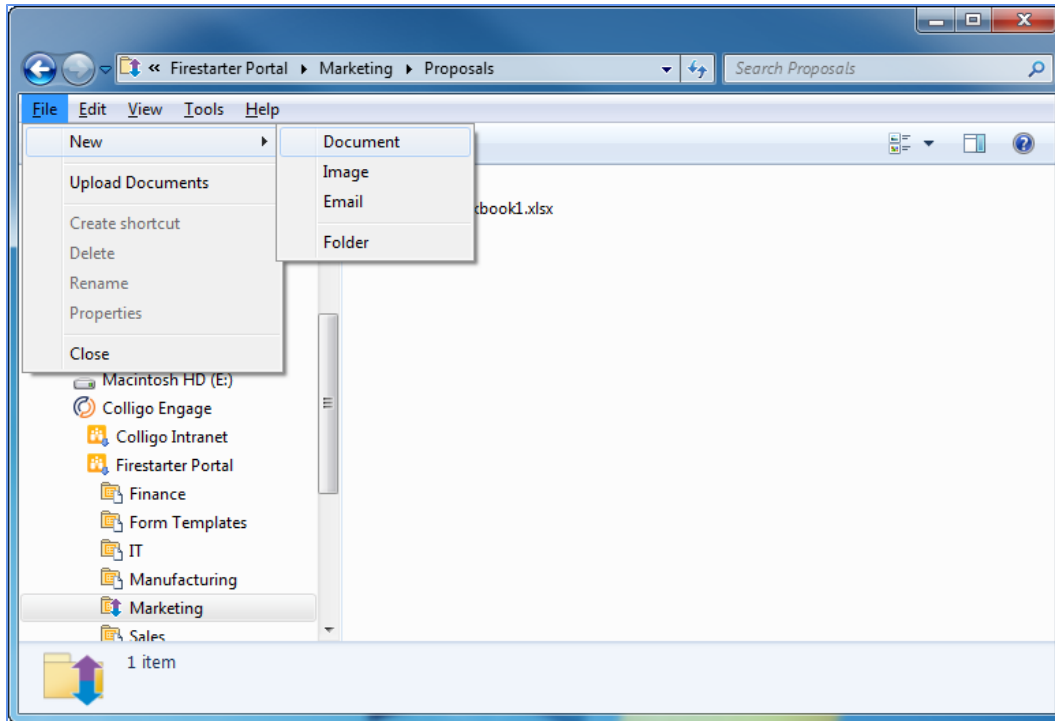 « Firestarter Portal Marketing Proposals Search Proposals
File Edit View Tools Help
New
Upload Documents
Create shortcut
Delete
Rename
Properties
Close
Document
Image
Email
Folder
kbook1.xlsx
Macintosh HD (E:)
Colligo Engage
Colligo Intranet
Firestarter Portal
Finance
Form Templates
IT
Manufacturing
Marketing
Sales
1 item